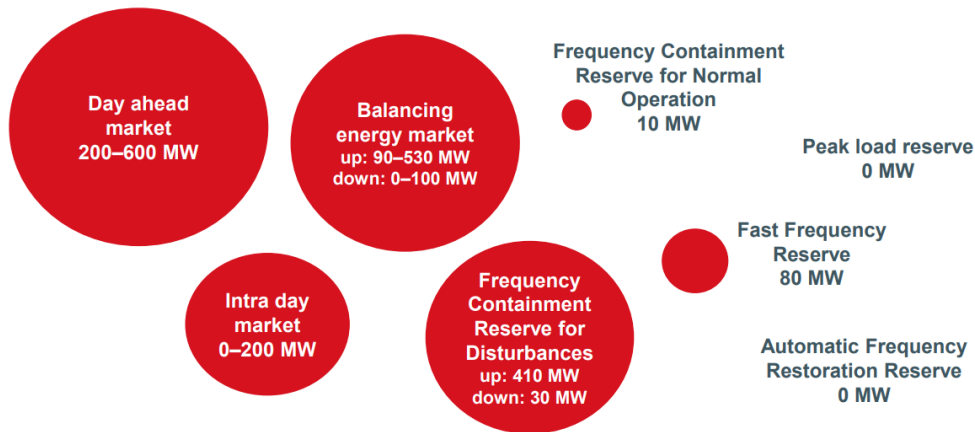 Day ahead
market
200–600 MW
Balancing
energy market
up: 90–530 MW
down: 0–100 MW
Frequency Containment
Reserve for Normal
Operation
10 MW
Peak load reserve
0 MW
Intra day
market
0–200 MW
Frequency
Containment
Reserve for
Disturbances
up: 410 MW
down: 30 MW
Fast Frequency
Reserve
80 MW
Automatic Frequency
Restoration Reserve
0 MW